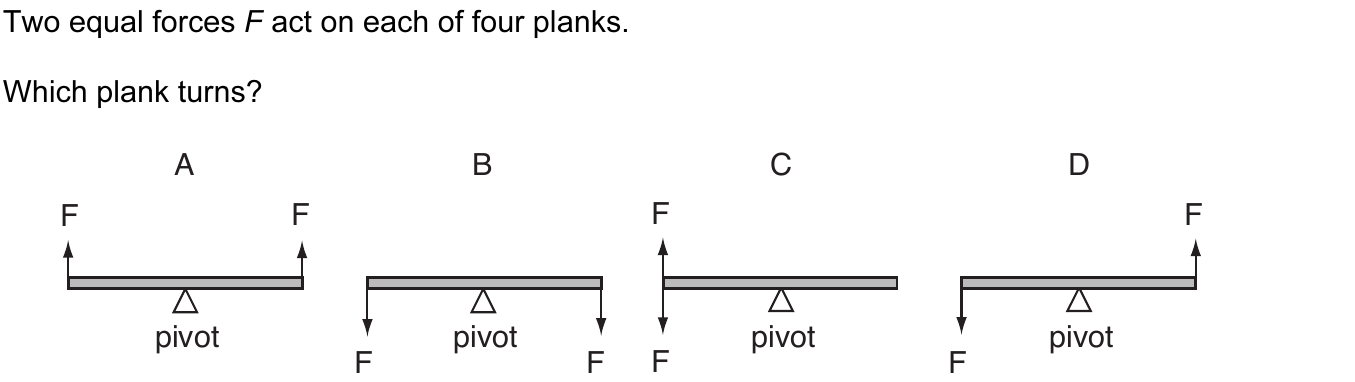 Two equal forces F act on each of four planks.
Which plank turns?
A B C D
F F F F
pivot pivot pivot pivot
F F F F